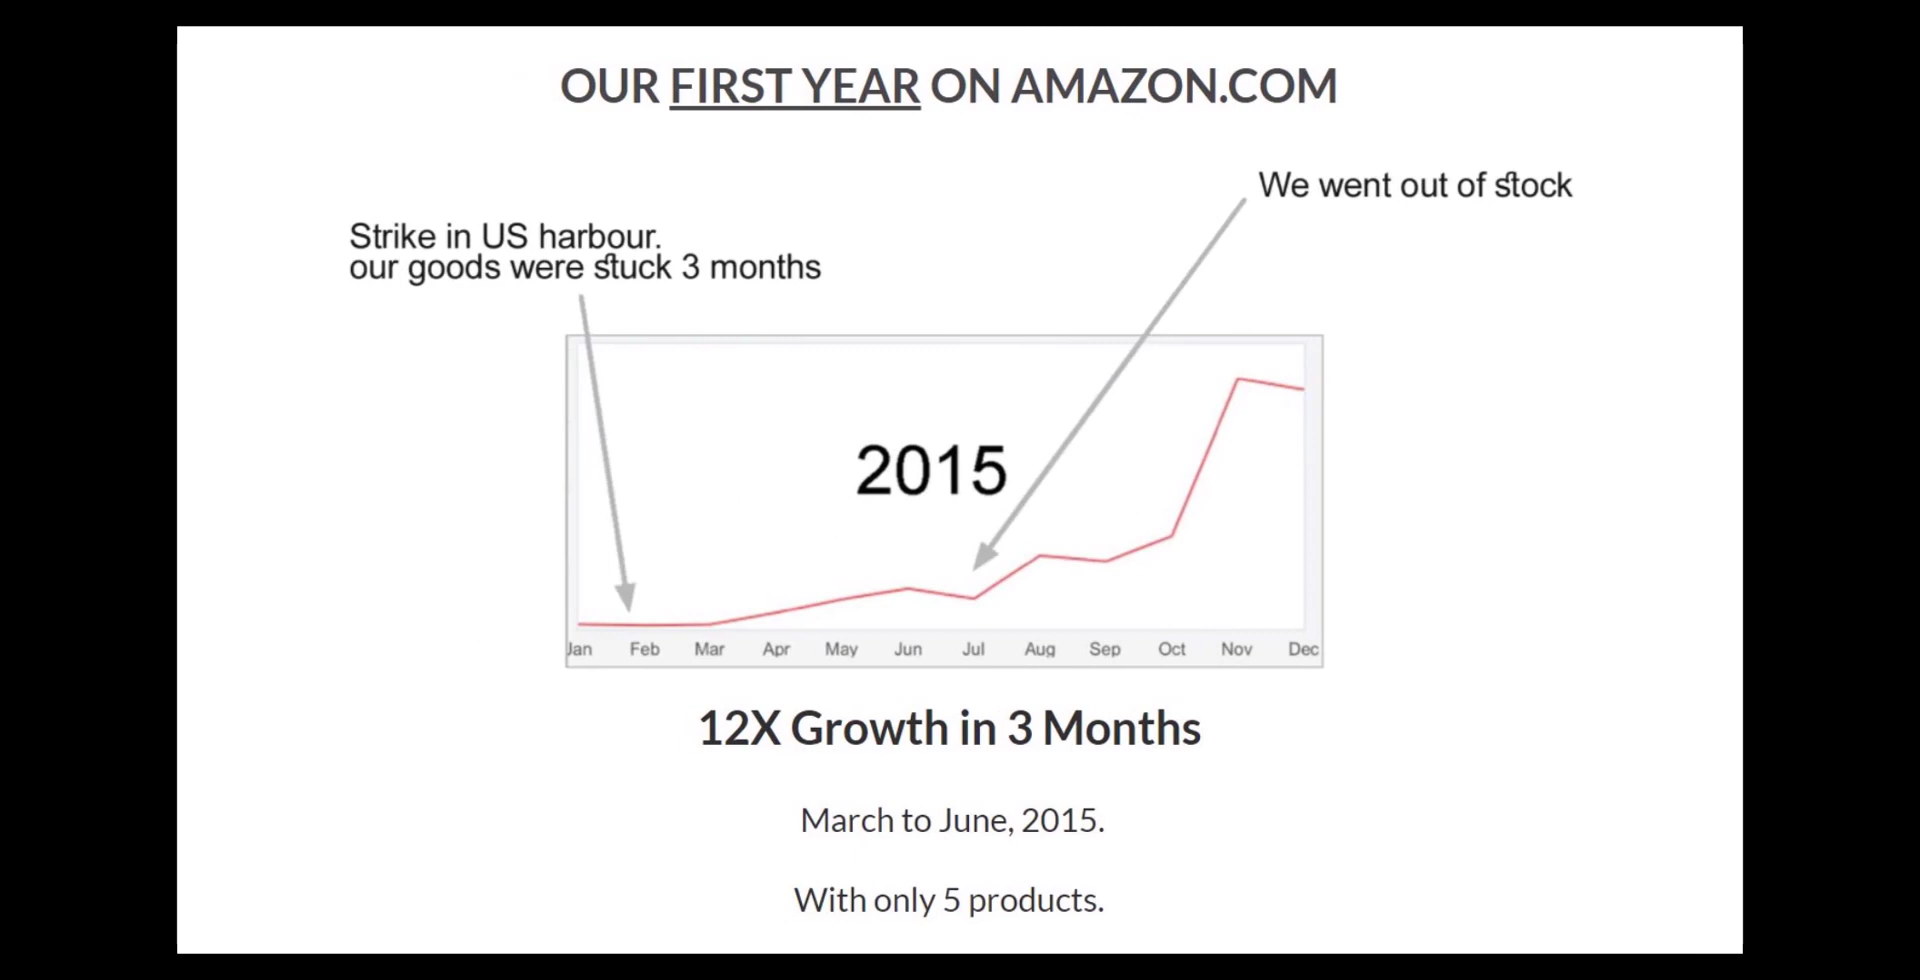 OUR FIRST YEAR ON AMAZON.COM
We went out of stock
Strike in US harbour.
our goods were stuck 3 months
2015
Jan Feb Mar Apr May Jun Jul Aug Sep Oct Nov Dec
12X Growth in 3 Months
March to June, 2015.
With only 5 products.